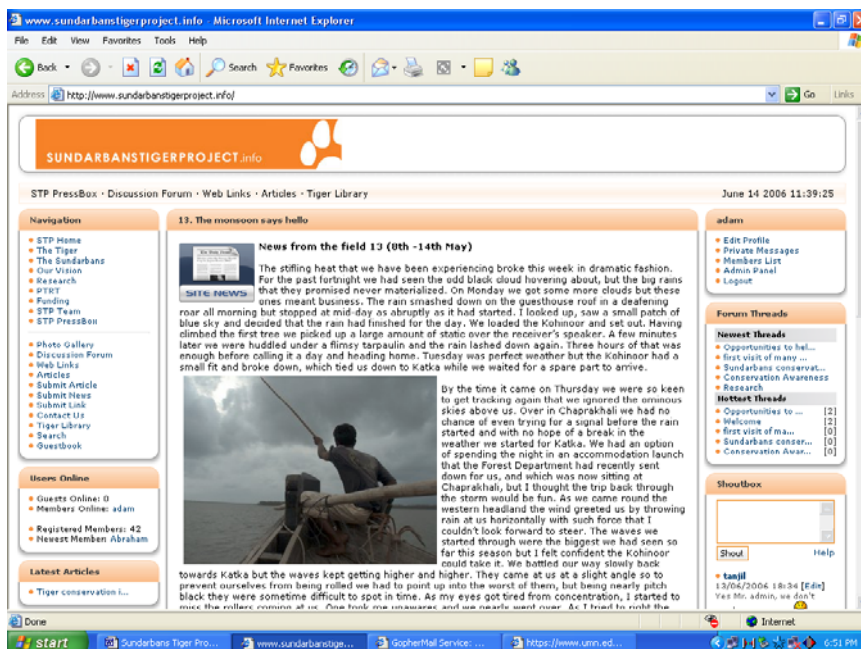 www.sundarbanstigerproject.info - Microsoft Internet Explorer
File Edit View Favorites Tools Help
Back Search Favorites
Address http://www.sundarbanstigerproject.info/ Go Links
SUNDARBANSTIGERPROJECT.info
STP PressBox · Discussion Forum · Web Links · Articles · Tiger Library
June 14 2006 11:39:25
Navigation
STP Home
The Tiger
The Sundarbans
Our Vision
Research
PTRT
Funding
STP Team
STP PressBox
Photo Gallery
Discussion Forum
Web Links
Articles
Submit Article
Submit News
Submit Link
Contact Us
Tiger Library
Search
Guestbook
Users Online
Guests Online: 0
Members Online: adam
Registered Members: 42
Newest Member: Abraham
Latest Articles
Tiger conservation i...
13. The monsoon says hello
SITE NEWS
News from the field 13 (8th -14th May)
The stifling heat that we have been experiencing broke this week in dramatic fashion.
For the past fortnight we had seen the odd black cloud hovering about, but the big rains
that they promised never materialized. On Monday we got some more clouds but these
ones meant business. The rain smashed down on the guesthouse roof in a deafening
roar all morning but stopped at mid-day as abruptly as it had started. I looked up, saw a small patch of
blue sky and decided that the rain had finished for the day. We loaded the Kohinoor and set out. Having
climbed the first tree we picked up a large amount of static over the receiver's speaker. A few minutes
later we were huddled under a flimsy tarpaulin and the rain lashed down again. Three hours of that was
enough before calling it a day and heading home. Tuesday was perfect weather but the Kohinoor had a
small fit and broke down, which tied us down to Katka while we waited for a spare part to arrive.
By the time it came on Thursday we were so keen
to get tracking again that we ignored the ominous
skies above us. Over in Chaprakhali we had no
chance of even trying for a signal before the rain
started and with no hope of a break in the
weather we started for Katka. We had an option
of spending the night in an accommodation launch
that the Forest Department had recently sent
down for us, and which was now sitting at
Chaprakhali, but I thought the trip back through
the storm would be fun. As we came round the
western headland the wind greeted us by throwing
rain at us horizontally with such force that I
couldn't look forward to steer. The waves we
started through were the biggest we had seen so
far this season but I felt confident the Kohinoor
could take it. We battled our way slowly back
towards Katka but the waves kept getting higher and higher. They came at us at a slight angle so to
prevent ourselves from being rolled we had to point up into the worst of them, but being nearly pitch
black they were sometime difficult to spot in time. As my eyes got tired from concentration, I started to
miss the rollers coming at us. One took me unawares and we nearly went over. As I tried to right the
adam
Edit Profile
Private Messages
Members List
Admin Panel
Logout
Forum Threads
Newest Threads
Opportunities to hel...
first visit of many ...
Sundarbans conservat...
Conservation Awareness
Research
Hottest Threads
Opportunities to ... [2]
Welcome [2]
first visit of ma... [0]
Sundarbans conser... [0]
Conservation Awar... [0]
Shoutbox
Shout Help
tanjil
13/06/2006 18:34 [Edit]
Yes Mr. admin, we don't
Done Internet
start Sundarbans Tiger Pro... www.sundarbanstige... GopherMail Service: ... https://www.umn.ed... 6:51 PM